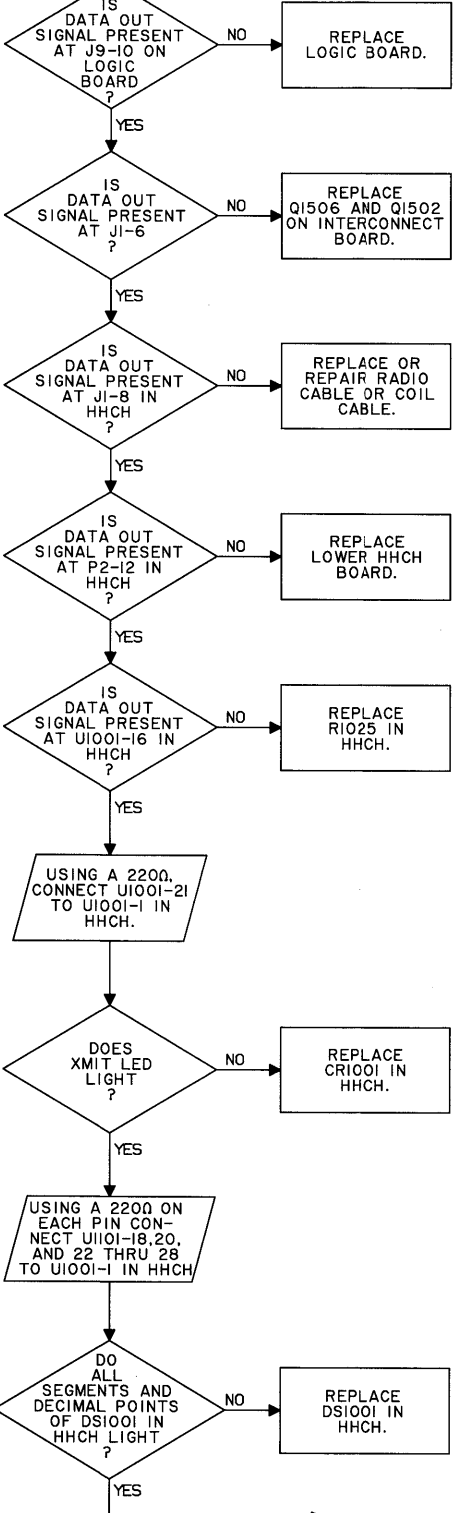 IS
DATA OUT
SIGNAL PRESENT
AT J9-10 ON
LOGIC
BOARD
?
NO
REPLACE
LOGIC BOARD.
YES
IS
DATA OUT
SIGNAL PRESENT
AT J1-6
?
NO
REPLACE
Q1506 AND Q1502
ON INTERCONNECT
BOARD.
YES
IS
DATA OUT
SIGNAL PRESENT
AT J1-8 IN
HHCH
?
NO
REPLACE OR
REPAIR RADIO
CABLE OR COIL
CABLE.
YES
IS
DATA OUT
SIGNAL PRESENT
AT P2-12 IN
HHCH
?
NO
REPLACE
LOWER HHCH
BOARD.
YES
IS
DATA OUT
SIGNAL PRESENT
AT U1001-16 IN
HHCH
?
NO
REPLACE
R1025 IN
HHCH.
YES
USING A 220Ω,
CONNECT U1001-21
TO U1001-1 IN
HHCH.
DOES
XMIT LED
LIGHT
?
NO
REPLACE
CR1001 IN
HHCH.
YES
USING A 220Ω ON
EACH PIN CON-
NECT U1101-18,20,
AND 22 THRU 28
TO U1001-1 IN HHCH
DO
ALL
SEGMENTS AND
DECIMAL POINTS
OF DS1001 IN
HHCH LIGHT
?
NO
REPLACE
DS1001 IN
HHCH.
YES